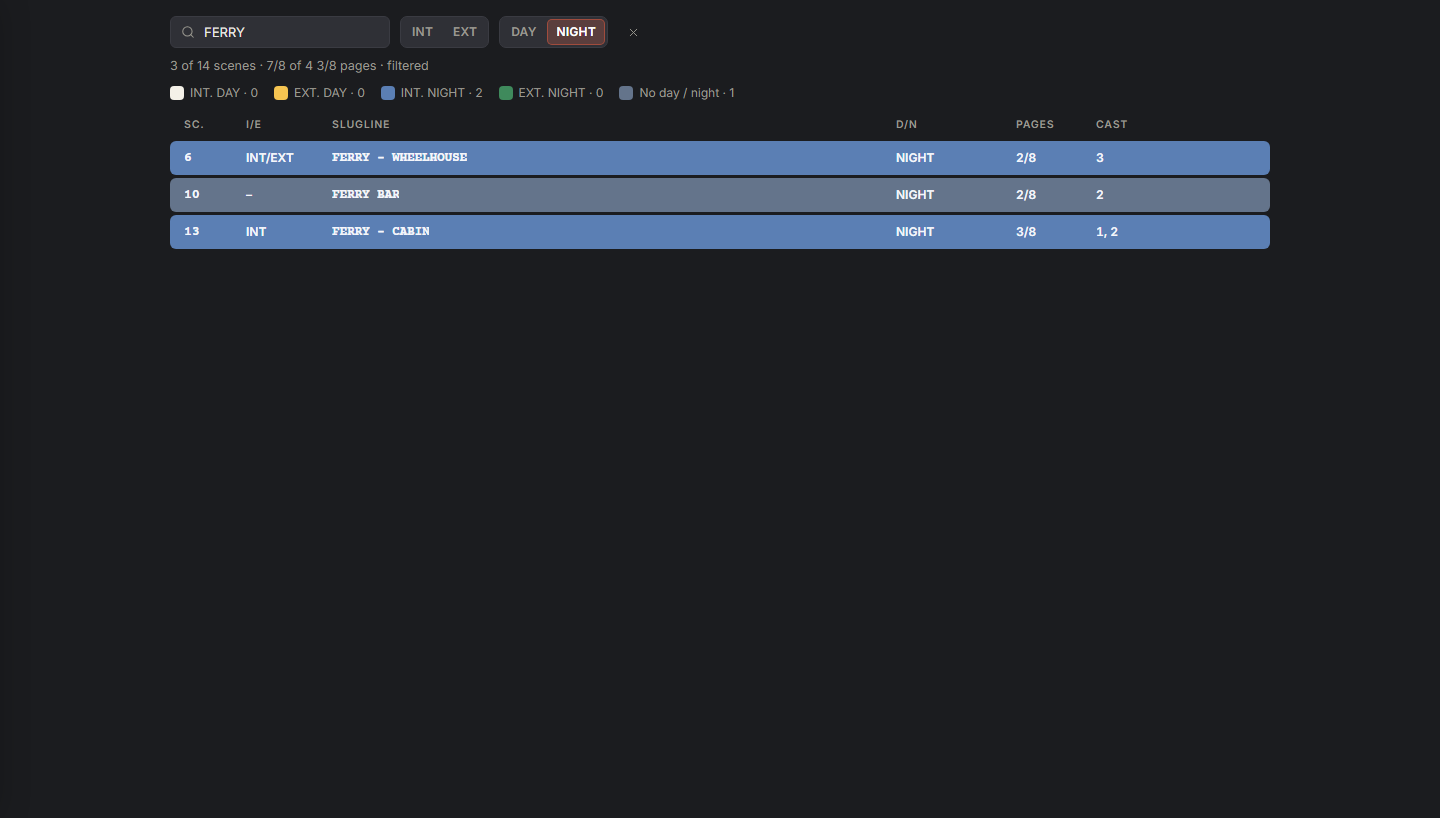 FERRY INT EXT DAY NIGHT ×
3 of 14 scenes · 7/8 of 4 3/8 pages · filtered
INT. DAY · 0 EXT. DAY · 0 INT. NIGHT · 2 EXT. NIGHT · 0 No day / night · 1
SC. I/E SLUGLINE D/N PAGES CAST
6 INT/EXT FERRY – WHEELHOUSE NIGHT 2/8 3
10 – FERRY BAR NIGHT 2/8 2
13 INT FERRY – CABIN NIGHT 3/8 1, 2